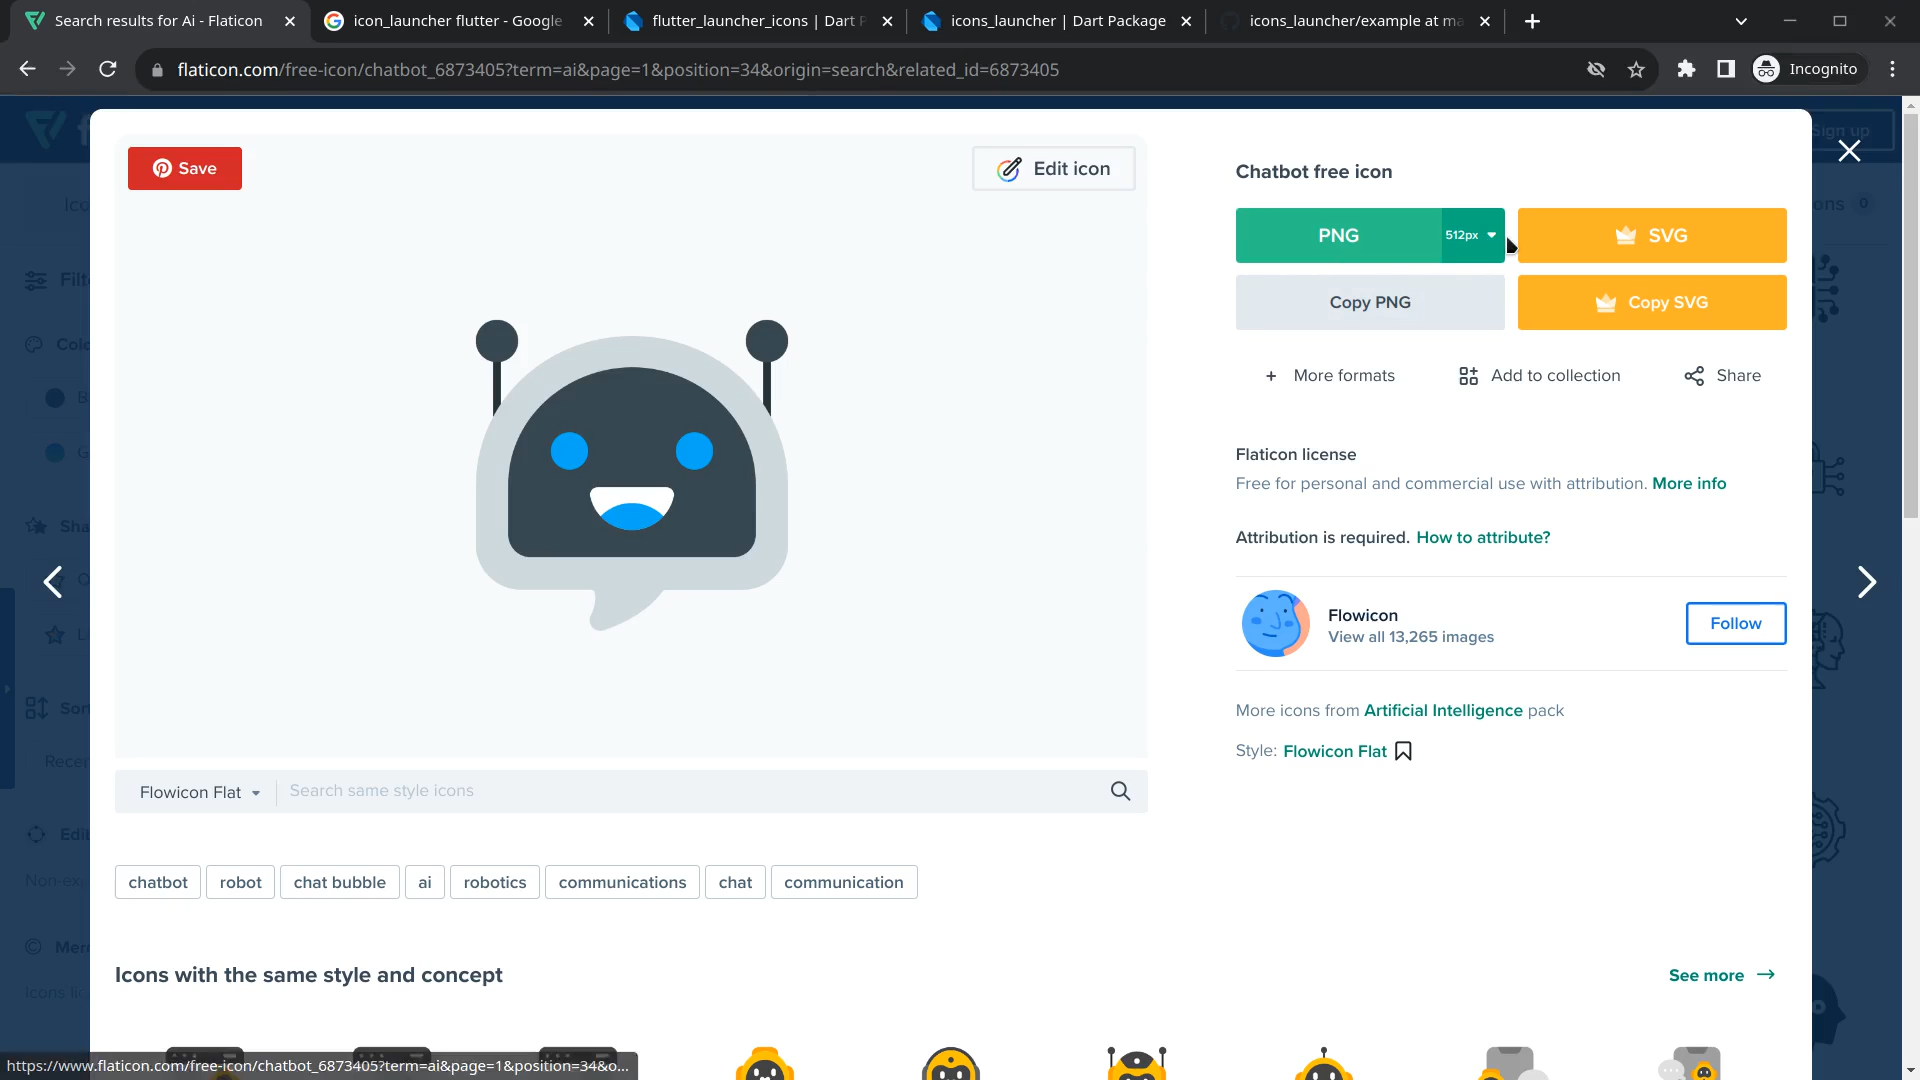 Search results for Ai - Flaticon
icon_launcher flutter - Google
flutter_launcher_icons | Dart P
icons_launcher | Dart Package
icons_launcher/example at ma
flaticon.com/free-icon/chatbot_6873405?term=ai&page=1&position=34&origin=search&related_id=6873405
Incognito
Sign up
Save
Edit icon
Chatbot free icon
PNG
512px
SVG
Copy PNG
Copy SVG
+ More formats
Add to collection
Share
Flaticon license
Free for personal and commercial use with attribution. More info
Attribution is required. How to attribute?
Flowicon
View all 13,265 images
Follow
More icons from Artificial Intelligence pack
Style: Flowicon Flat
Flowicon Flat
Search same style icons
chatbot
robot
chat bubble
ai
robotics
communications
chat
communication
Icons with the same style and concept
See more
https://www.flaticon.com/free-icon/chatbot_6873405?term=ai&page=1&position=34&o...